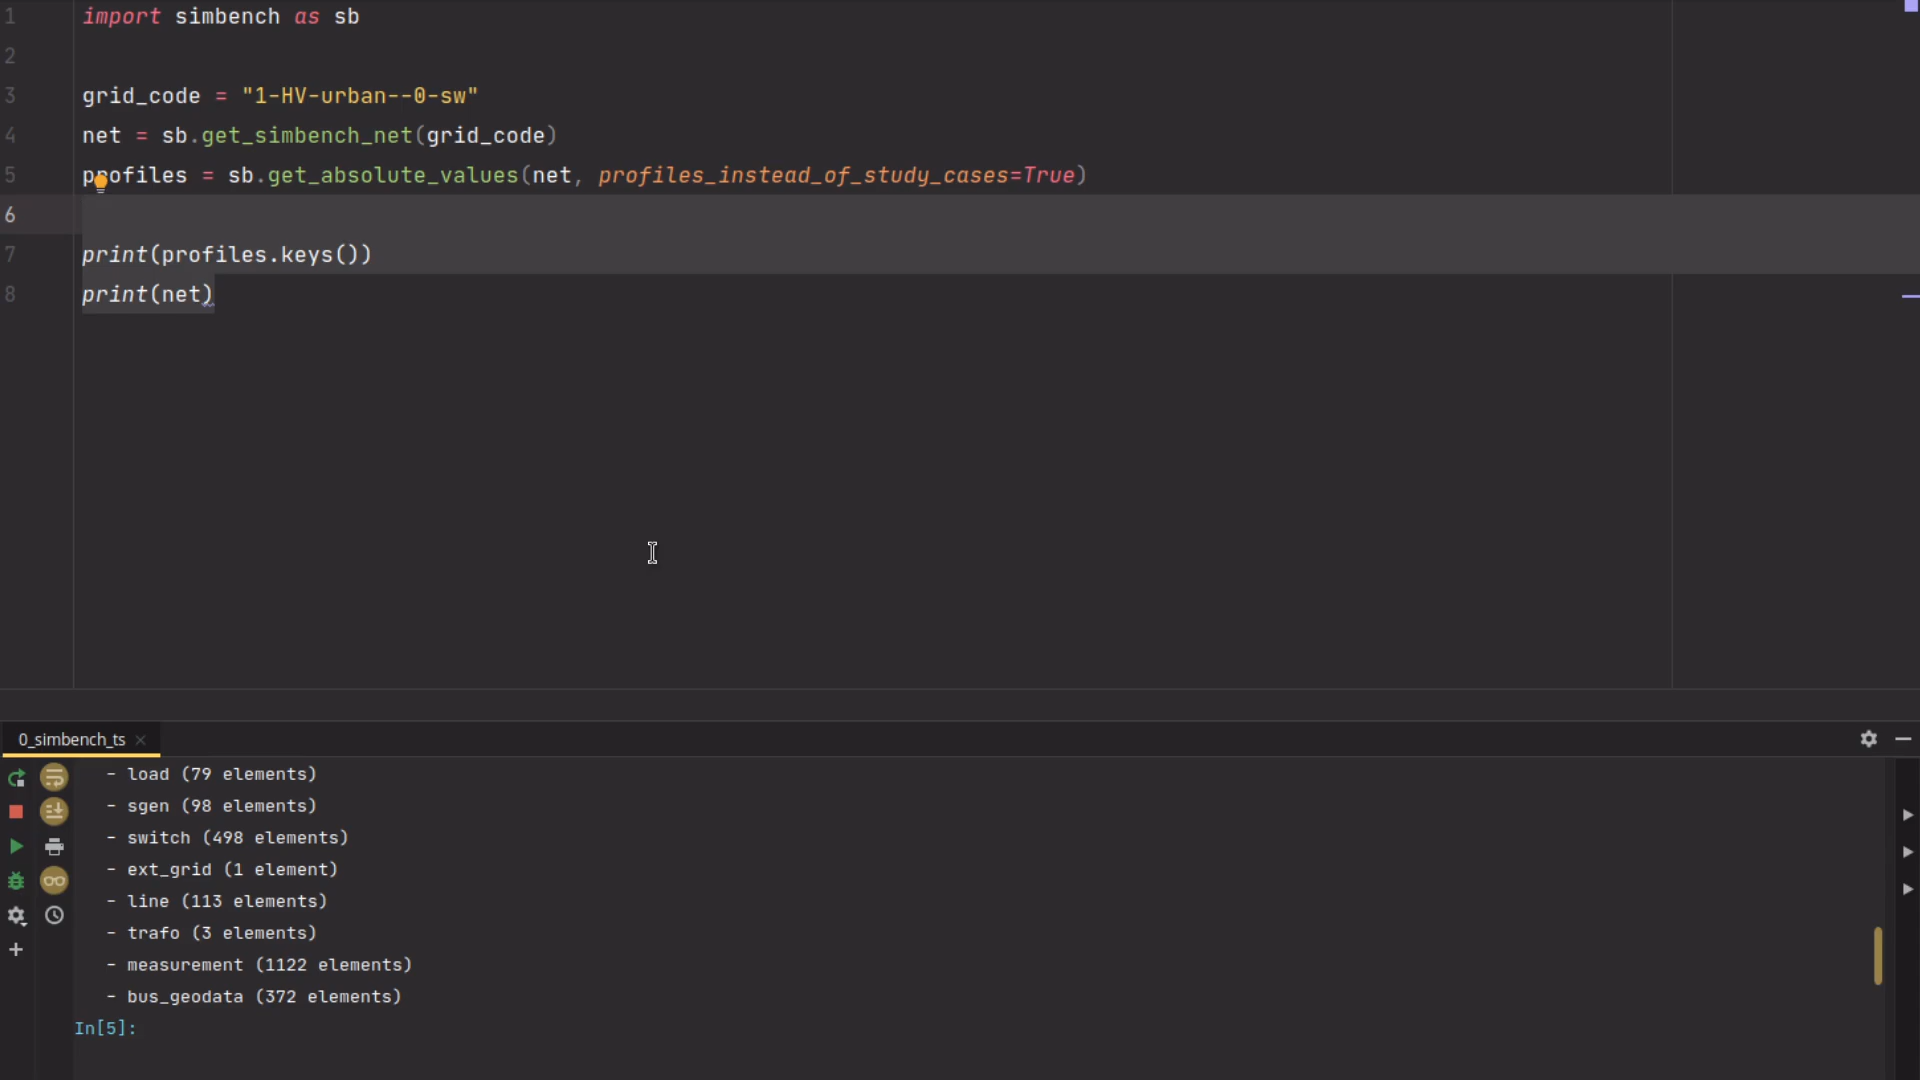 1 import simbench as sb
2
3 grid_code = "1-HV-urban--0-sw"
4 net = sb.get_simbench_net(grid_code)
5 profiles = sb.get_absolute_values(net, profiles_instead_of_study_cases=True)
6
7 print(profiles.keys())
8 print(net)
0_simbench_ts
- load (79 elements)
- sgen (98 elements)
- switch (498 elements)
- ext_grid (1 element)
- line (113 elements)
- trafo (3 elements)
- measurement (1122 elements)
- bus_geodata (372 elements)
In[5]: